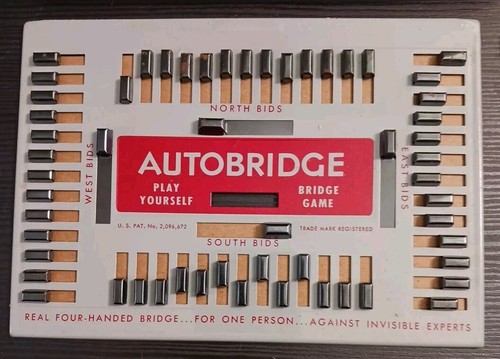 NORTH BIDS
WEST BIDS
EAST BIDS
AUTOBRIDGE
PLAY YOURSELF
BRIDGE GAME
U. S. PAT. No. 2,096,672
TRADE MARK REGISTERED
SOUTH BIDS
REAL FOUR-HANDED BRIDGE...FOR ONE PERSON...AGAINST INVISIBLE EXPERTS